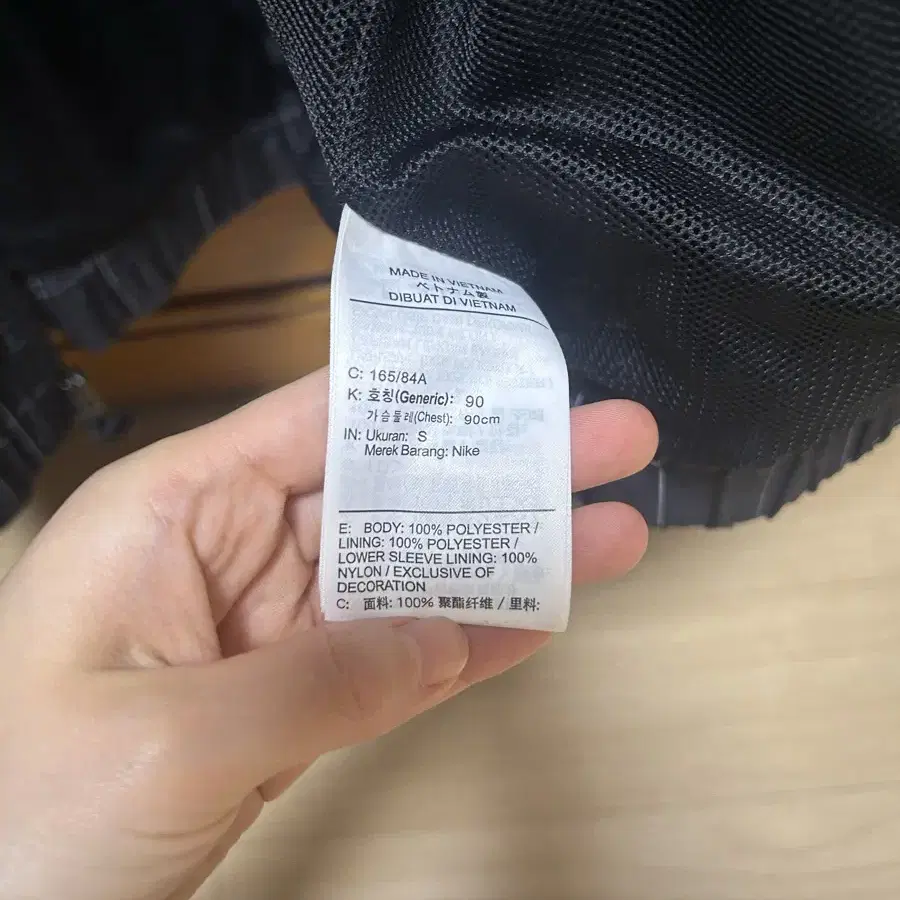 MADE IN VIETNAM
ベトナム製
DIBUAT DI VIETNAM
C: 165/84A
K: 호칭(Generic): 90
가슴둘레(Chest): 90cm
IN: Ukuran: S
Merek Barang: Nike
E: BODY: 100% POLYESTER /
LINING: 100% POLYESTER /
LOWER SLEEVE LINING: 100%
NYLON / EXCLUSIVE OF
DECORATION
C: 面料: 100% 聚酯纤维 / 里料: